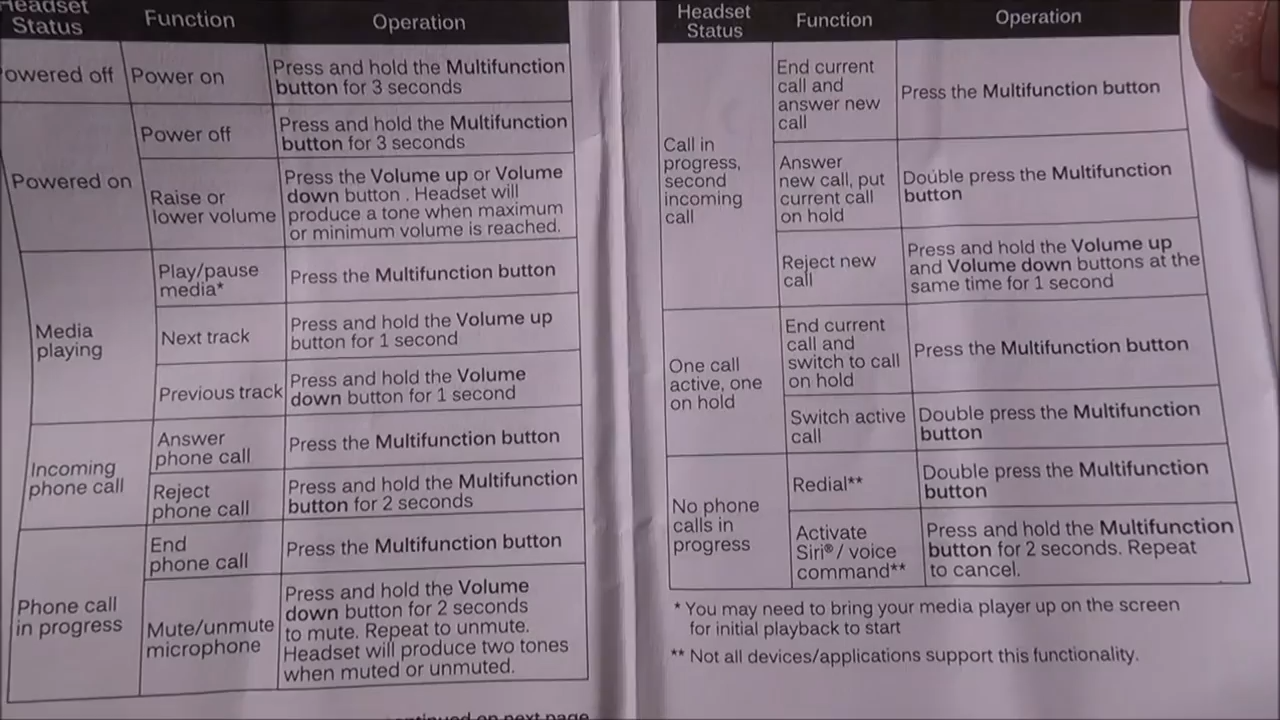 Headset
Status
Function
Operation
Powered off
Power on
Press and hold the Multifunction
button for 3 seconds
Powered on
Power off
Press and hold the Multifunction
button for 3 seconds
Raise or
lower volume
Press the Volume up or Volume
down button . Headset will
produce a tone when maximum
or minimum volume is reached.
Media
playing
Play/pause
media*
Press the Multifunction button
Next track
Press and hold the Volume up
button for 1 second
Previous track
Press and hold the Volume
down button for 1 second
Incoming
phone call
Answer
phone call
Press the Multifunction button
Reject
phone call
Press and hold the Multifunction
button for 2 seconds
Phone call
in progress
End
phone call
Press the Multifunction button
Mute/unmute
microphone
Press and hold the Volume
down button for 2 seconds
to mute. Repeat to unmute.
Headset will produce two tones
when muted or unmuted.
continued on next page
Headset
Status
Function
Operation
Call in
progress,
second
incoming
call
End current
call and
answer new
call
Press the Multifunction button
Answer
new call, put
current call
on hold
Double press the Multifunction
button
Reject new
call
Press and hold the Volume up
and Volume down buttons at the
same time for 1 second
One call
active, one
on hold
End current
call and
switch to call
on hold
Press the Multifunction button
Switch active
call
Double press the Multifunction
button
No phone
calls in
progress
Redial**
Double press the Multifunction
button
Activate
Siri® / voice
command**
Press and hold the Multifunction
button for 2 seconds. Repeat
to cancel.
* You may need to bring your media player up on the screen
for initial playback to start
** Not all devices/applications support this functionality.